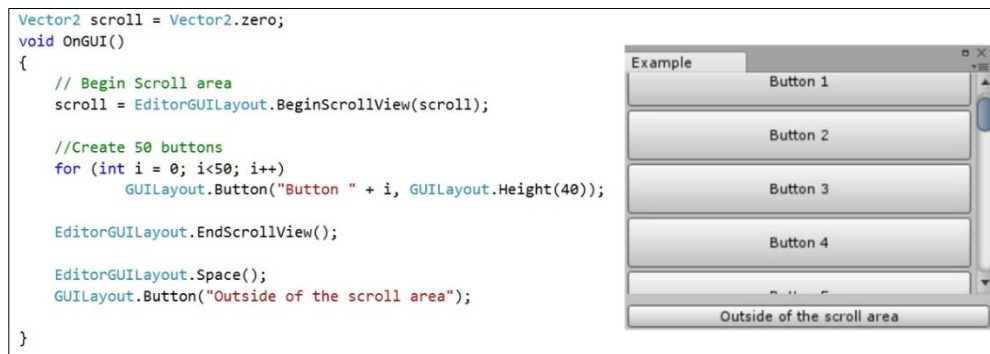 Vector2 scroll = Vector2.zero;
void OnGUI()
{
// Begin Scroll area
scroll = EditorGUILayout.BeginScrollView(scroll);
//Create 50 buttons
for (int i = 0; i<50; i++)
GUILayout.Button("Button " + i, GUILayout.Height(40));
EditorGUILayout.EndScrollView();
EditorGUILayout.Space();
GUILayout.Button("Outside of the scroll area");
}
Example
Button 1
Button 2
Button 3
Button 4
Outside of the scroll area